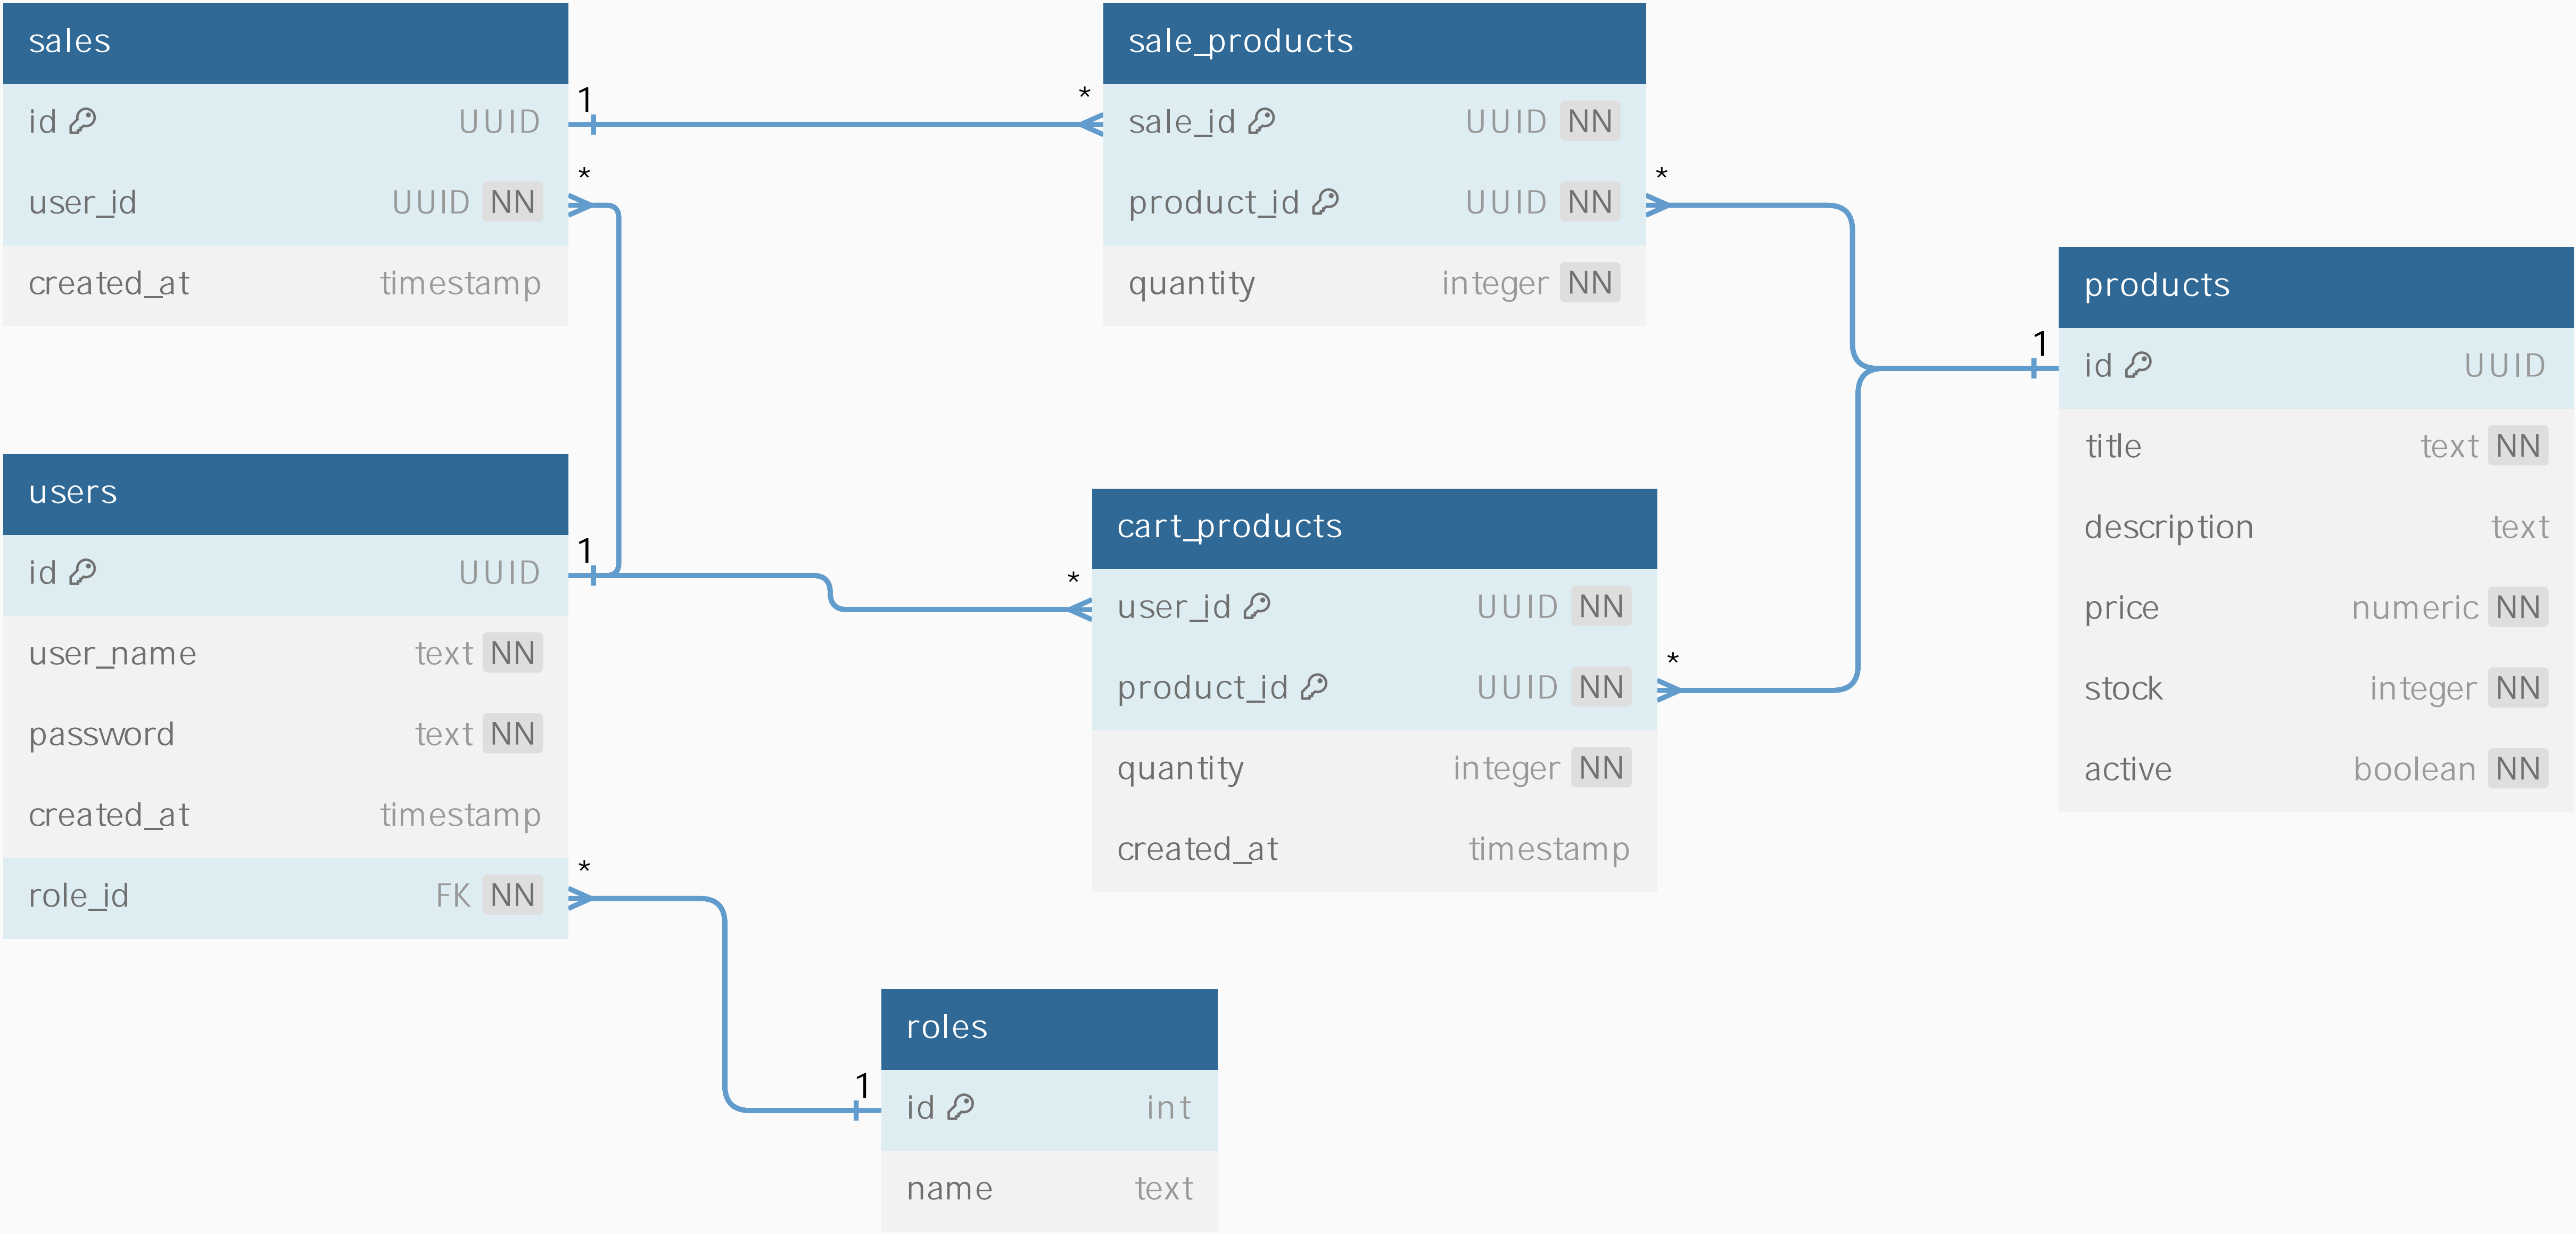 sales
id UUID
user_id UUID NN
created_at timestamp
1
*
*
sale_products
sale_id UUID NN
product_id UUID NN
quantity integer NN
*
products
1
id UUID
title text NN
description text
price numeric NN
stock integer NN
active boolean NN
users
1
id UUID
user_name text NN
password text NN
created_at timestamp
role_id FK NN
*
cart_products
*
user_id UUID NN
product_id UUID NN
*
quantity integer NN
created_at timestamp
roles
1
id int
name text